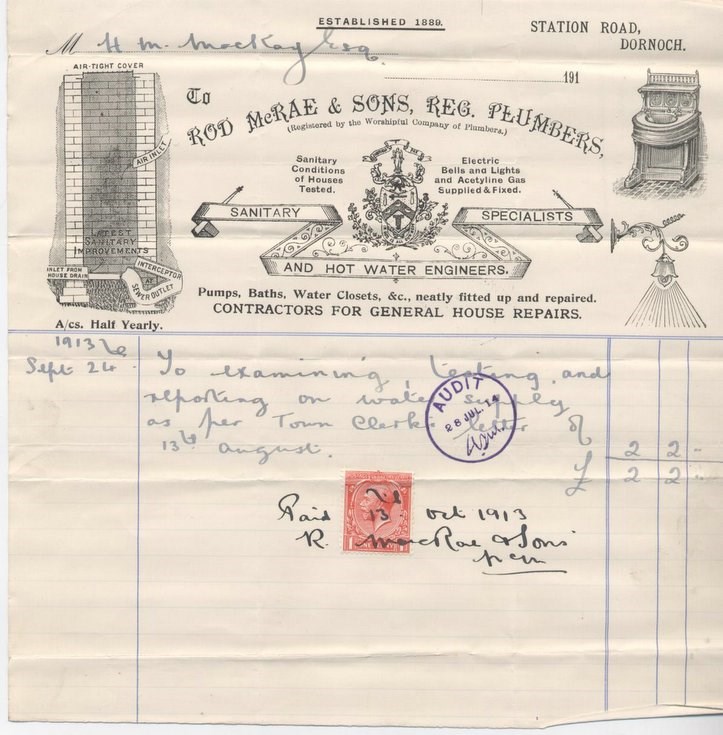 ESTABLISHED 1889.
STATION ROAD,
DORNOCH.
M H. M. Mackay Esq.
191
AIR-TIGHT COVER
AIR INLET
LATEST
SANITARY
IMPROVEMENTS
INLET FROM
HOUSE DRAIN
INTERCEPTOR
SEWER OUTLET
A/cs. Half Yearly.
To
ROD McRAE & SONS, REG. PLUMBERS,
(Registered by the Worshipful Company of Plumbers.)
Sanitary
Conditions
of Houses
Tested.
Electric
Bells and Lights
and Acetyline Gas
Supplied & Fixed.
SANITARY
SPECIALISTS
AND HOT WATER ENGINEERS.
Pumps, Baths, Water Closets, &c., neatly fitted up and repaired.
CONTRACTORS FOR GENERAL HOUSE REPAIRS.
1913
Sept 24
To examining, testing, and
reporting on water supply
as per Town Clerks letter of
13th August.
2 2 "
£ 2 2 "
AUDIT
28 JUL. 14
Paid 13 Oct 1913
R. MacRae & Sons